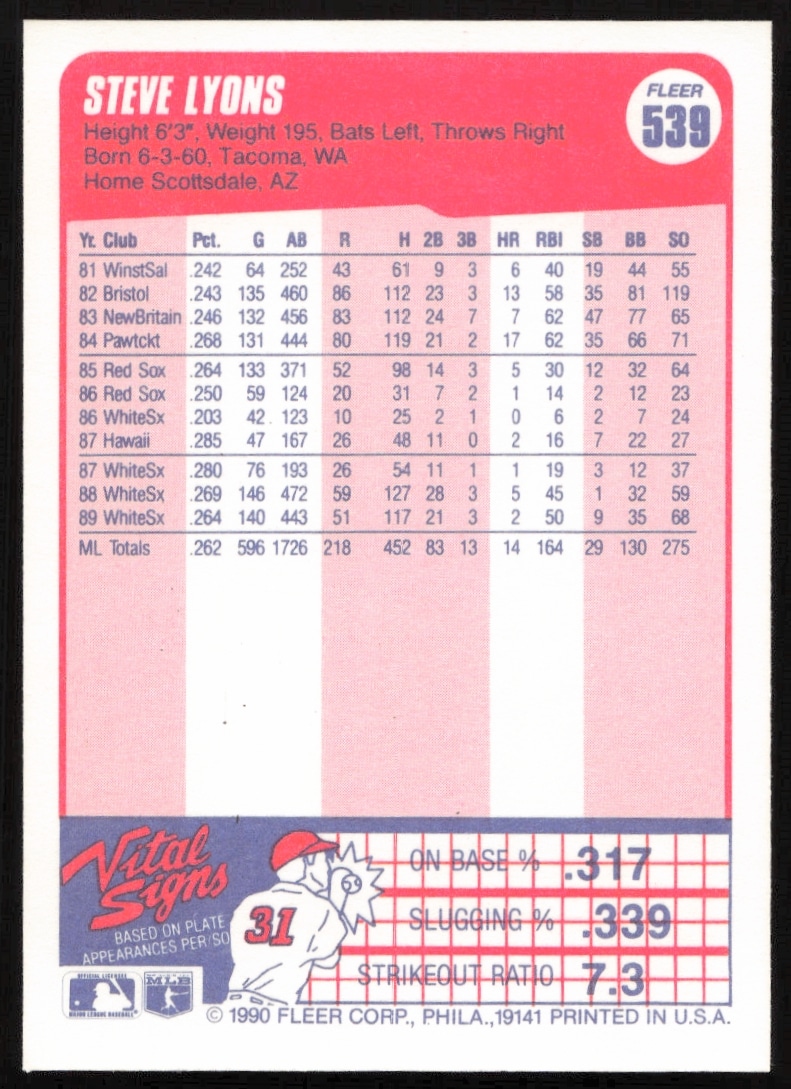 STEVE LYONS
FLEER
539
Height 6'3", Weight 195, Bats Left, Throws Right
Born 6-3-60, Tacoma, WA
Home Scottsdale, AZ
Yr. Club Pct. G AB R H 2B 3B HR RBI SB BB SO
81 WinstSal .242 64 252 43 61 9 3 6 40 19 44 55
82 Bristol .243 135 460 86 112 23 3 13 58 35 81 119
83 NewBritain .246 132 456 83 112 24 7 7 62 47 77 65
84 Pawtckt .268 131 444 80 119 21 2 17 62 35 66 71
85 Red Sox .264 133 371 52 98 14 3 5 30 12 32 64
86 Red Sox .250 59 124 20 31 7 2 1 14 2 12 23
86 WhiteSx .203 42 123 10 25 2 1 0 6 2 7 24
87 Hawaii .285 47 167 26 48 11 0 2 16 7 22 27
87 WhiteSx .280 76 193 26 54 11 1 1 19 3 12 37
88 WhiteSx .269 146 472 59 127 28 3 5 45 1 32 59
89 WhiteSx .264 140 443 51 117 21 3 2 50 9 35 68
ML Totals .262 596 1726 218 452 83 13 14 164 29 130 275
Vital
Signs
BASED ON PLATE
APPEARANCES PER/SO
31
ON BASE % .317
SLUGGING % .339
STRIKEOUT RATIO 7.3
OFFICIAL LICENSEE
MAJOR LEAGUE BASEBALL
MLB
© 1990 FLEER CORP., PHILA., 19141 PRINTED IN U.S.A.